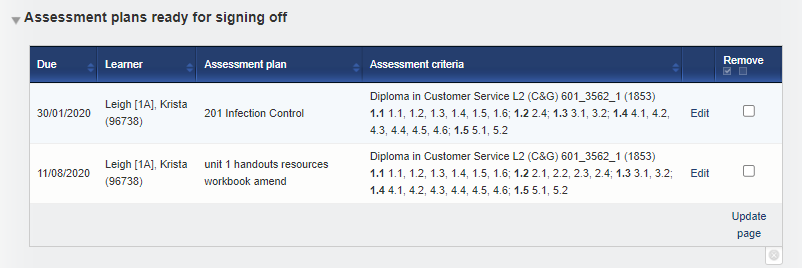 Assessment plans ready for signing off
Due Learner Assessment plan Assessment criteria Remove
30/01/2020
Leigh [1A], Krista
(96738)
201 Infection Control
Diploma in Customer Service L2 (C&G) 601_3562_1 (1853)
1.1 1.1, 1.2, 1.3, 1.4, 1.5, 1.6; 1.2 2.4; 1.3 3.1, 3.2; 1.4 4.1, 4.2,
4.3, 4.4, 4.5, 4.6; 1.5 5.1, 5.2
Edit
11/08/2020
Leigh [1A], Krista
(96738)
unit 1 handouts resources
workbook amend
Diploma in Customer Service L2 (C&G) 601_3562_1 (1853)
1.1 1.1, 1.2, 1.3, 1.4, 1.5, 1.6; 1.2 2.1, 2.2, 2.3, 2.4; 1.3 3.1, 3.2;
1.4 4.1, 4.2, 4.3, 4.4, 4.5, 4.6; 1.5 5.1, 5.2
Edit
Update
page